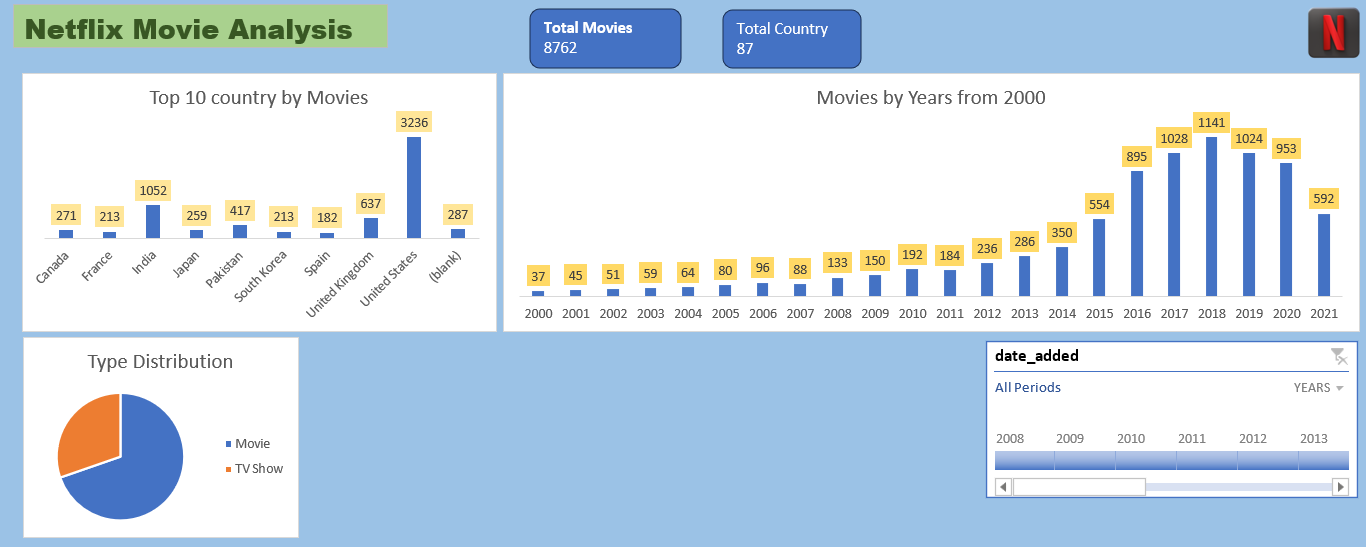 Netflix Movie Analysis
Total Movies
8762
Total Country
87
N
Top 10 country by Movies
271 213 1052 259 417 213 182 637 3236 287
Canada France India Japan Pakistan South Korea Spain United Kingdom United States (blank)
Movies by Years from 2000
37 45 51 59 64 80 96 88 133 150 192 184 236 286 350 554 895 1028 1141 1024 953 592
2000 2001 2002 2003 2004 2005 2006 2007 2008 2009 2010 2011 2012 2013 2014 2015 2016 2017 2018 2019 2020 2021
Type Distribution
Movie
TV Show
date_added
All Periods YEARS
2008 2009 2010 2011 2012 2013